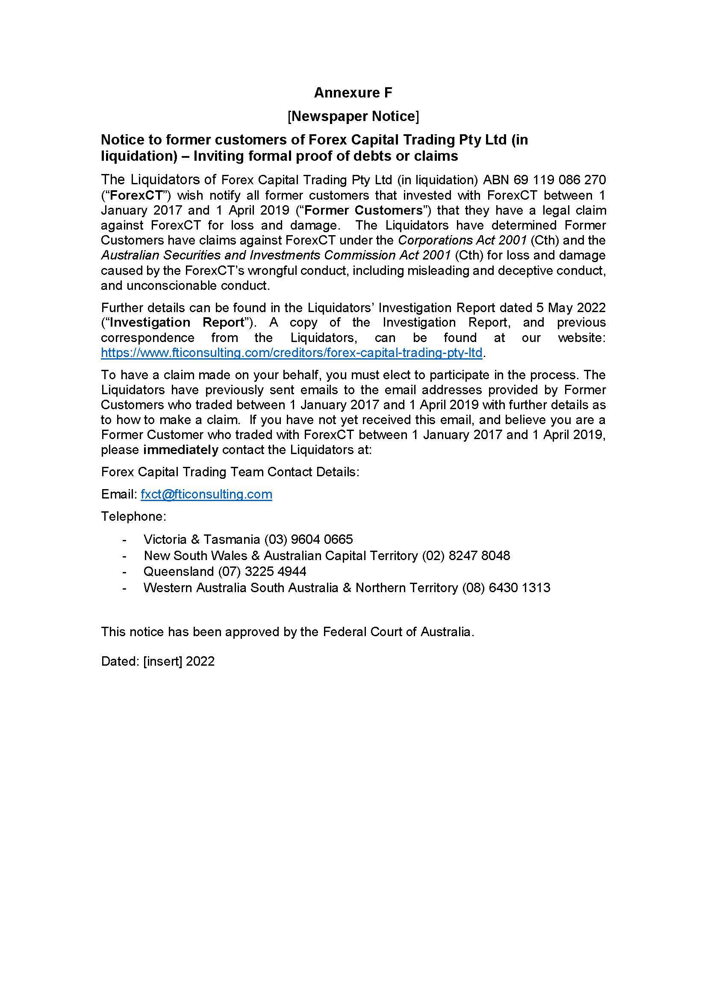 Annexure F
[Newspaper Notice]
Notice to former customers of Forex Capital Trading Pty Ltd (in
liquidation) – Inviting formal proof of debts or claims
The Liquidators of Forex Capital Trading Pty Ltd (in liquidation) ABN 69 119 086 270
(“ForexCT”) wish notify all former customers that invested with ForexCT between 1
January 2017 and 1 April 2019 (“Former Customers”) that they have a legal claim
against ForexCT for loss and damage. The Liquidators have determined Former
Customers have claims against ForexCT under the Corporations Act 2001 (Cth) and the
Australian Securities and Investments Commission Act 2001 (Cth) for loss and damage
caused by the ForexCT’s wrongful conduct, including misleading and deceptive conduct,
and unconscionable conduct.
Further details can be found in the Liquidators’ Investigation Report dated 5 May 2022
(“Investigation Report”). A copy of the Investigation Report, and previous
correspondence from the Liquidators, can be found at our website:
https://www.fticonsulting.com/creditors/forex-capital-trading-pty-ltd.
To have a claim made on your behalf, you must elect to participate in the process. The
Liquidators have previously sent emails to the email addresses provided by Former
Customers who traded between 1 January 2017 and 1 April 2019 with further details as
to how to make a claim. If you have not yet received this email, and believe you are a
Former Customer who traded with ForexCT between 1 January 2017 and 1 April 2019,
please immediately contact the Liquidators at:
Forex Capital Trading Team Contact Details:
Email: fxct@fticonsulting.com
Telephone:
- Victoria & Tasmania (03) 9604 0665
- New South Wales & Australian Capital Territory (02) 8247 8048
- Queensland (07) 3225 4944
- Western Australia South Australia & Northern Territory (08) 6430 1313
This notice has been approved by the Federal Court of Australia.
Dated: [insert] 2022